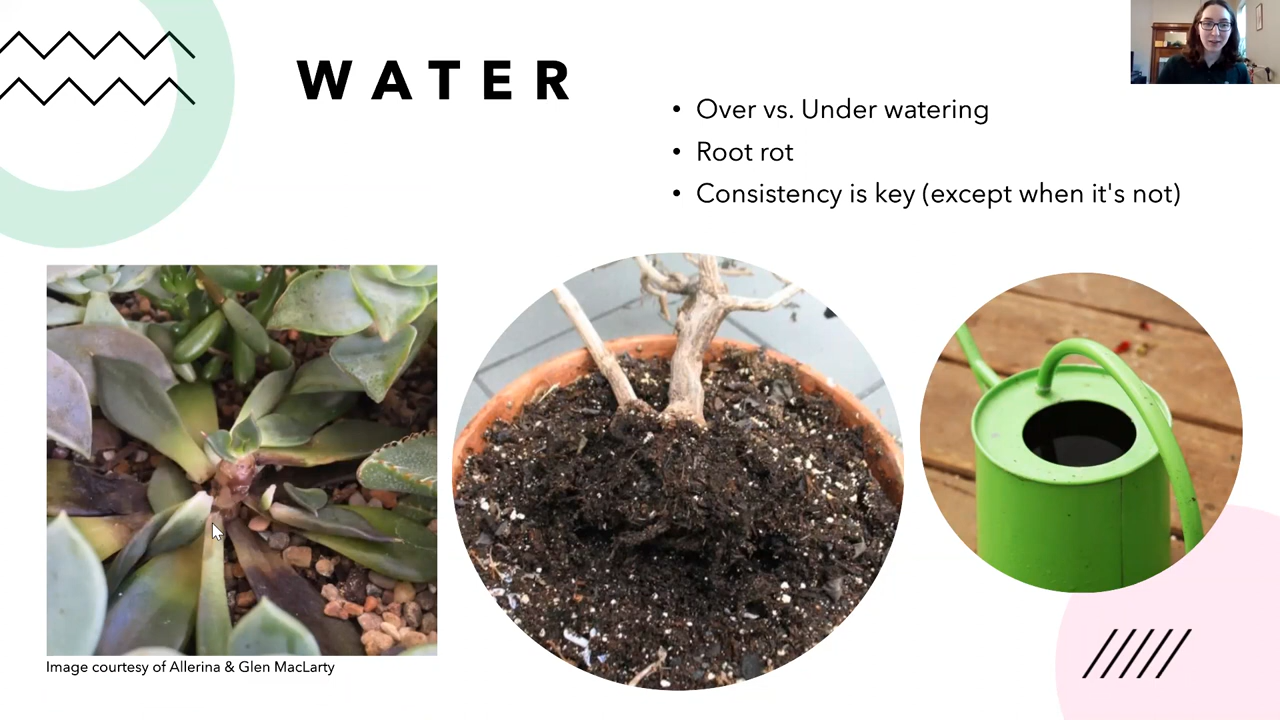 WATER
• Over vs. Under watering
• Root rot
• Consistency is key (except when it's not)
Image courtesy of Allerina & Glen MacLarty